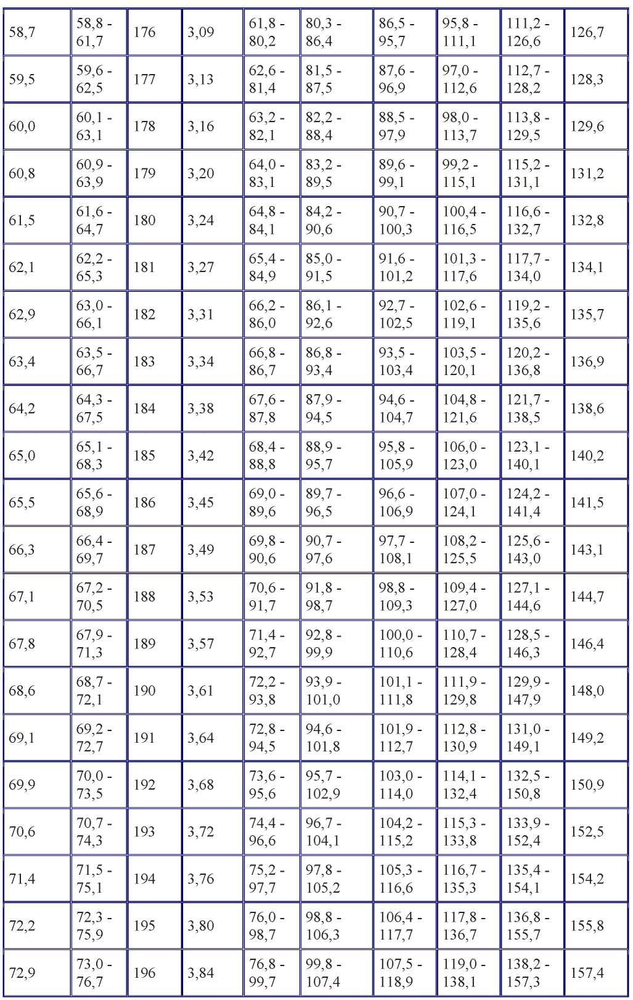 58,7 58,8 - 61,7 176 3,09 61,8 - 80,2 80,3 - 86,4 86,5 - 95,7 95,8 - 111,1 111,2 - 126,6 126,7
59,5 59,6 - 62,5 177 3,13 62,6 - 81,4 81,5 - 87,5 87,6 - 96,9 97,0 - 112,6 112,7 - 128,2 128,3
60,0 60,1 - 63,1 178 3,16 63,2 - 82,1 82,2 - 88,4 88,5 - 97,9 98,0 - 113,7 113,8 - 129,5 129,6
60,8 60,9 - 63,9 179 3,20 64,0 - 83,1 83,2 - 89,5 89,6 - 99,1 99,2 - 115,1 115,2 - 131,1 131,2
61,5 61,6 - 64,7 180 3,24 64,8 - 84,1 84,2 - 90,6 90,7 - 100,3 100,4 - 116,5 116,6 - 132,7 132,8
62,1 62,2 - 65,3 181 3,27 65,4 - 84,9 85,0 - 91,5 91,6 - 101,2 101,3 - 117,6 117,7 - 134,0 134,1
62,9 63,0 - 66,1 182 3,31 66,2 - 86,0 86,1 - 92,6 92,7 - 102,5 102,6 - 119,1 119,2 - 135,6 135,7
63,4 63,5 - 66,7 183 3,34 66,8 - 86,7 86,8 - 93,4 93,5 - 103,4 103,5 - 120,1 120,2 - 136,8 136,9
64,2 64,3 - 67,5 184 3,38 67,6 - 87,8 87,9 - 94,5 94,6 - 104,7 104,8 - 121,6 121,7 - 138,5 138,6
65,0 65,1 - 68,3 185 3,42 68,4 - 88,8 88,9 - 95,7 95,8 - 105,9 106,0 - 123,0 123,1 - 140,1 140,2
65,5 65,6 - 68,9 186 3,45 69,0 - 89,6 89,7 - 96,5 96,6 - 106,9 107,0 - 124,1 124,2 - 141,4 141,5
66,3 66,4 - 69,7 187 3,49 69,8 - 90,6 90,7 - 97,6 97,7 - 108,1 108,2 - 125,5 125,6 - 143,0 143,1
67,1 67,2 - 70,5 188 3,53 70,6 - 91,7 91,8 - 98,7 98,8 - 109,3 109,4 - 127,0 127,1 - 144,6 144,7
67,8 67,9 - 71,3 189 3,57 71,4 - 92,7 92,8 - 99,9 100,0 - 110,6 110,7 - 128,4 128,5 - 146,3 146,4
68,6 68,7 - 72,1 190 3,61 72,2 - 93,8 93,9 - 101,0 101,1 - 111,8 111,9 - 129,8 129,9 - 147,9 148,0
69,1 69,2 - 72,7 191 3,64 72,8 - 94,5 94,6 - 101,8 101,9 - 112,7 112,8 - 130,9 131,0 - 149,1 149,2
69,9 70,0 - 73,5 192 3,68 73,6 - 95,6 95,7 - 102,9 103,0 - 114,0 114,1 - 132,4 132,5 - 150,8 150,9
70,6 70,7 - 74,3 193 3,72 74,4 - 96,6 96,7 - 104,1 104,2 - 115,2 115,3 - 133,8 133,9 - 152,4 152,5
71,4 71,5 - 75,1 194 3,76 75,2 - 97,7 97,8 - 105,2 105,3 - 116,6 116,7 - 135,3 135,4 - 154,1 154,2
72,2 72,3 - 75,9 195 3,80 76,0 - 98,7 98,8 - 106,3 106,4 - 117,7 117,8 - 136,7 136,8 - 155,7 155,8
72,9 73,0 - 76,7 196 3,84 76,8 - 99,7 99,8 - 107,4 107,5 - 118,9 119,0 - 138,1 138,2 - 157,3 157,4